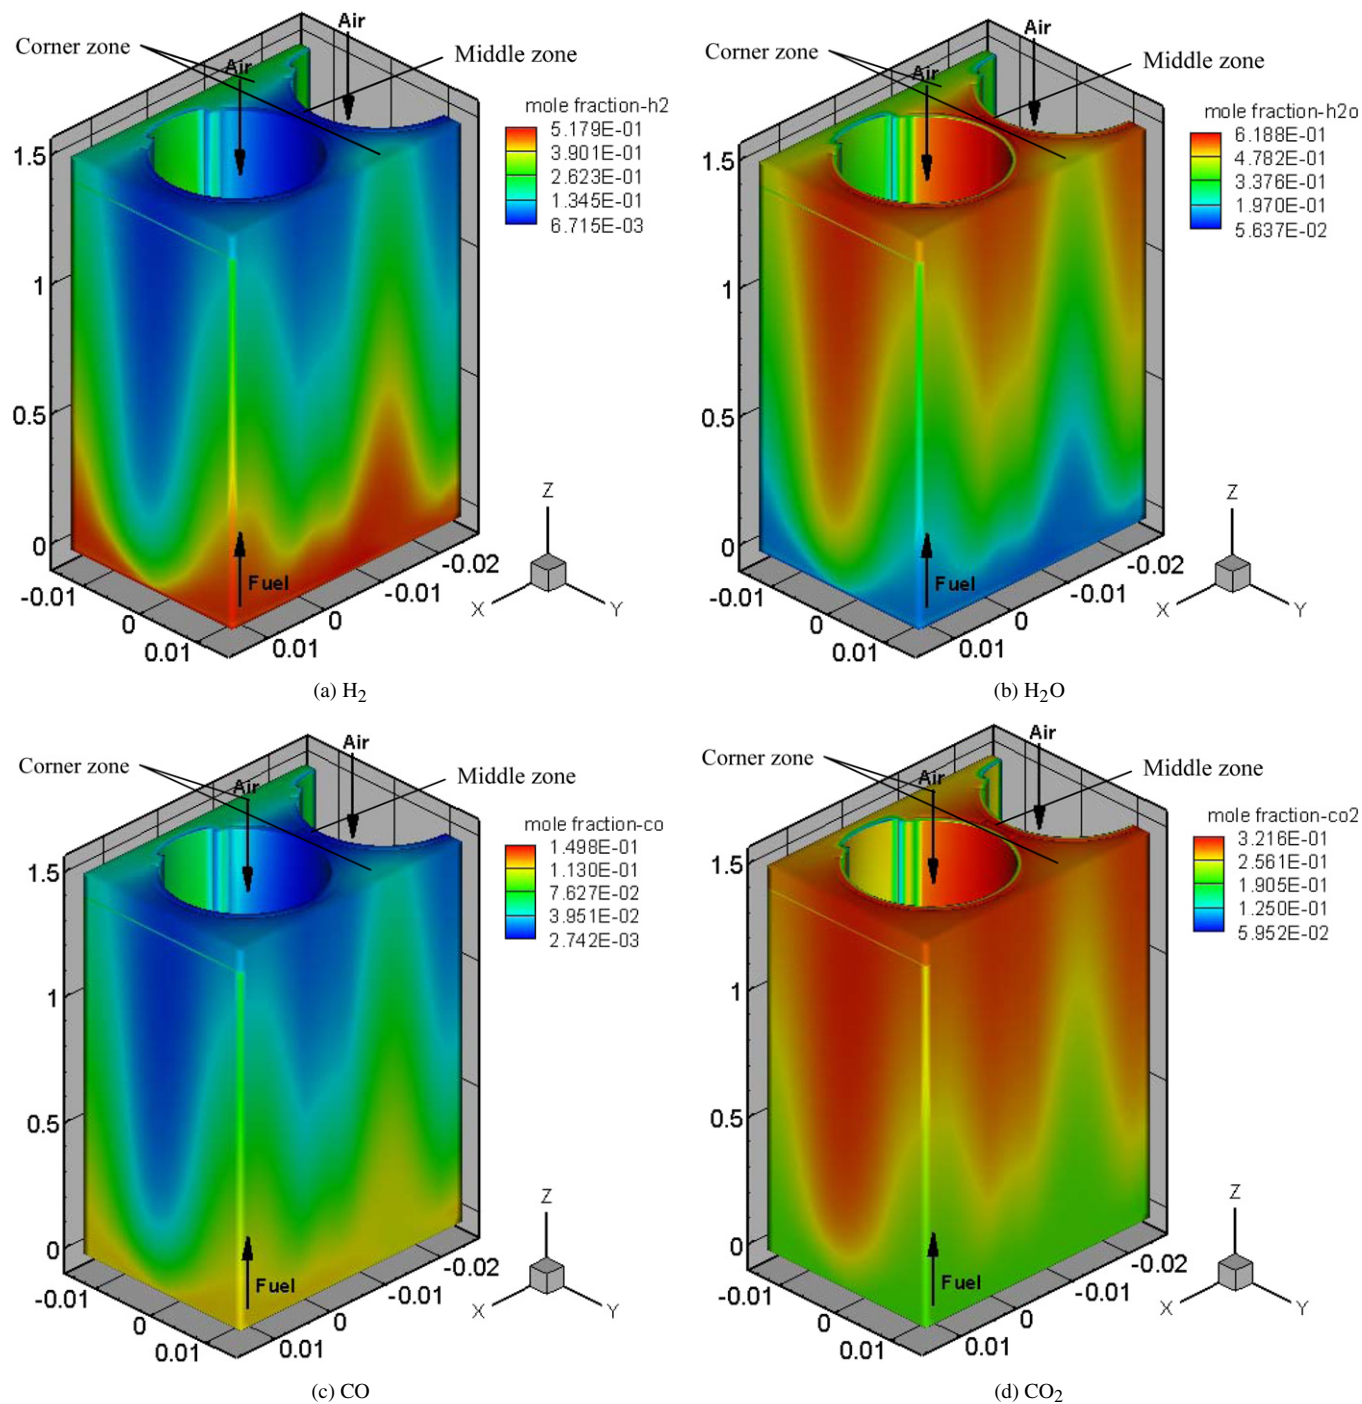 Air
Corner zone
Air
Middle zone
mole fraction-h2
5.179E-01
3.901E-01
2.623E-01
1.345E-01
6.715E-03
1.5
1
0.5
0
-0.01
0
0.01
0.01
0
-0.01
-0.02
Fuel
Z
X
Y
(a) H2
Air
Corner zone
Air
Middle zone
mole fraction-h2o
6.188E-01
4.782E-01
3.376E-01
1.970E-01
5.637E-02
1.5
1
0.5
0
-0.01
0
0.01
0.01
0
-0.01
-0.02
Fuel
Z
X
Y
(b) H2O
Air
Corner zone
Air
Middle zone
mole fraction-co
1.498E-01
1.130E-01
7.627E-02
3.951E-02
2.742E-03
1.5
1
0.5
0
-0.01
0
0.01
0.01
0
-0.01
-0.02
Fuel
Z
X
Y
(c) CO
Air
Corner zone
Air
Middle zone
mole fraction-co2
3.216E-01
2.561E-01
1.905E-01
1.250E-01
5.952E-02
1.5
1
0.5
0
-0.01
0
0.01
0.01
0
-0.01
-0.02
Fuel
Z
X
Y
(d) CO2